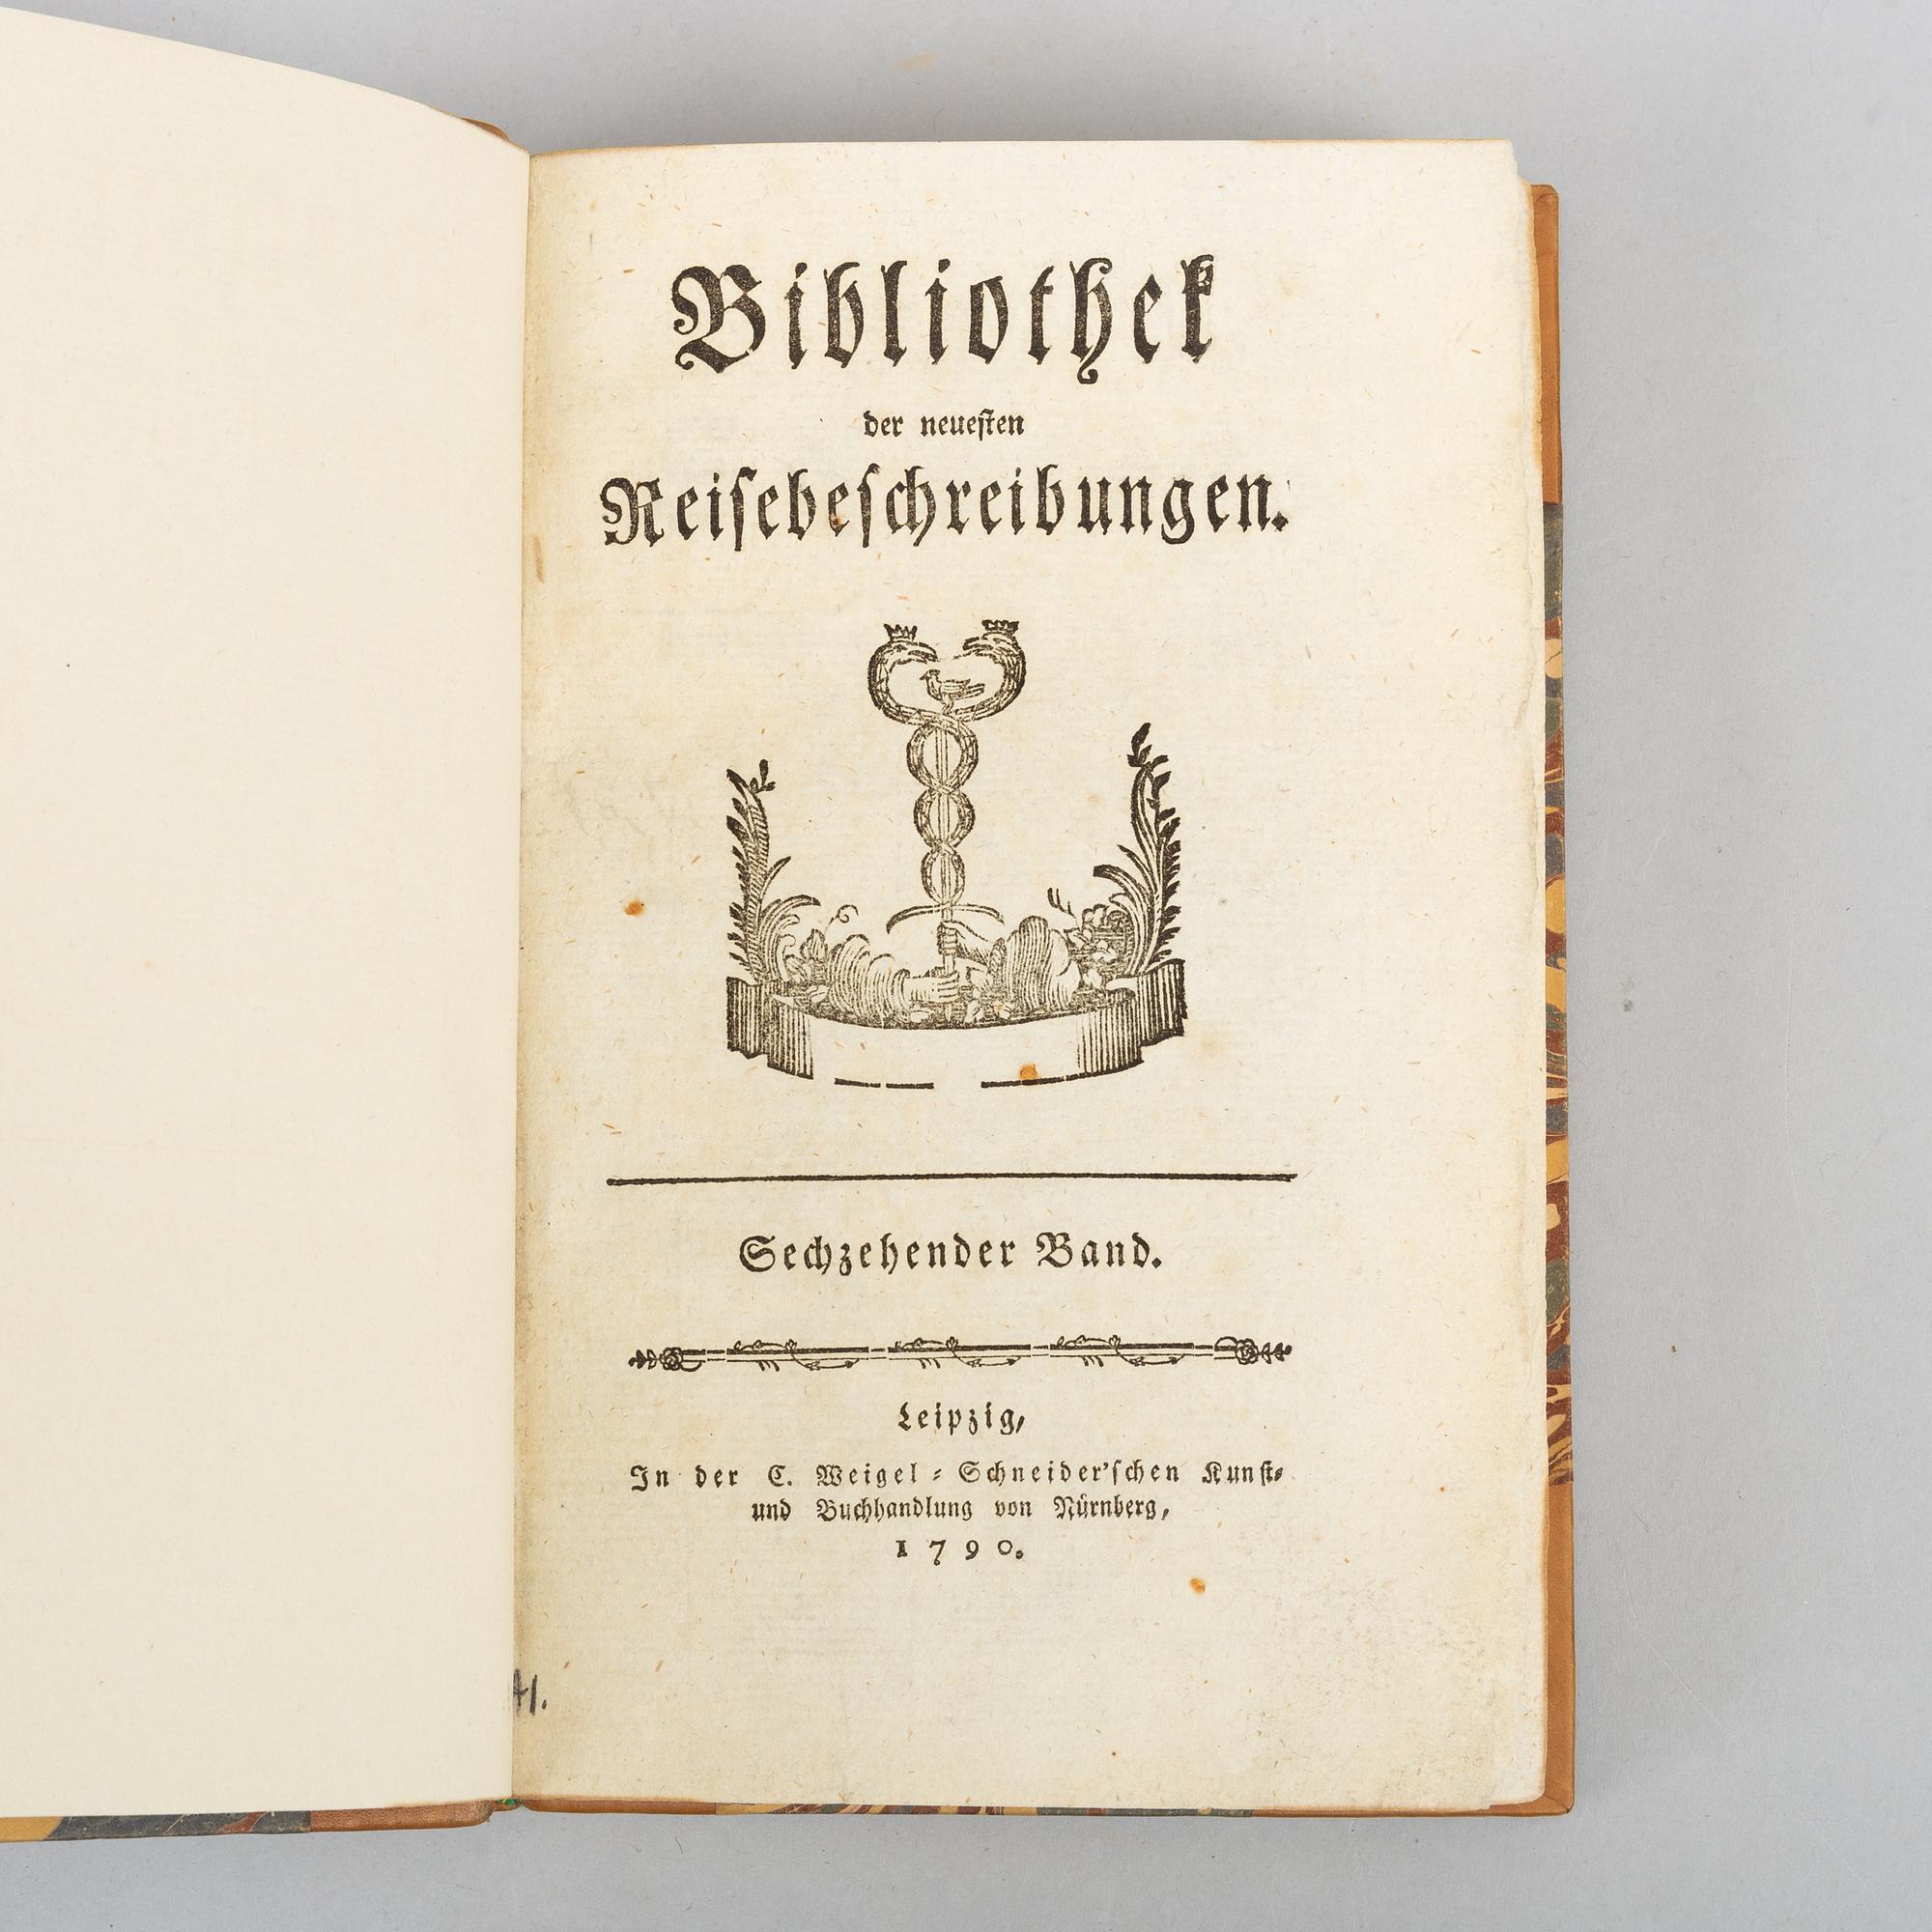 Bibliothek
der neueſten
Reiſebeſchreibungen.
Sechzehender Band.
Leipzig,
In der C. Weigel⸗Schneider'ſchen Kunſt⸗
und Buchhandlung von Nürnberg,
1790.